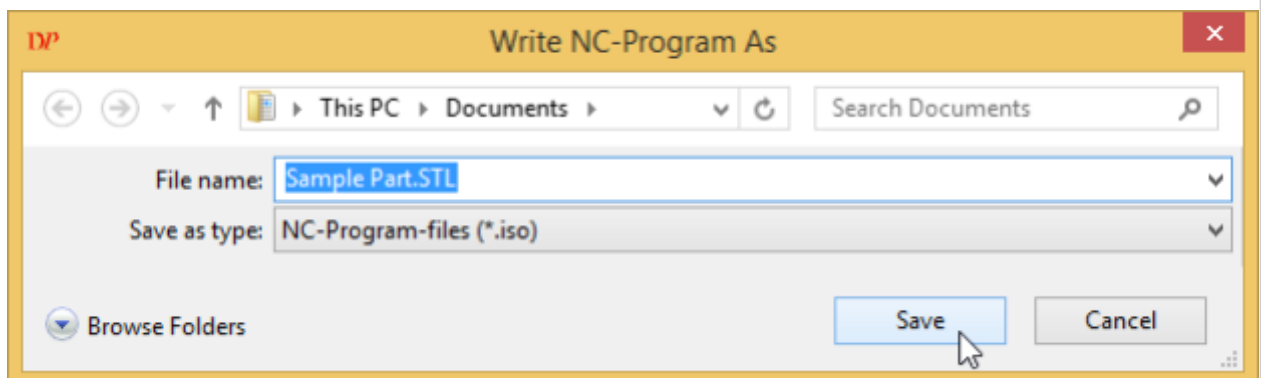 DP Write NC-Program As
This PC Documents Search Documents
File name: Sample Part.STL
Save as type: NC-Program-files (*.iso)
Browse Folders Save Cancel